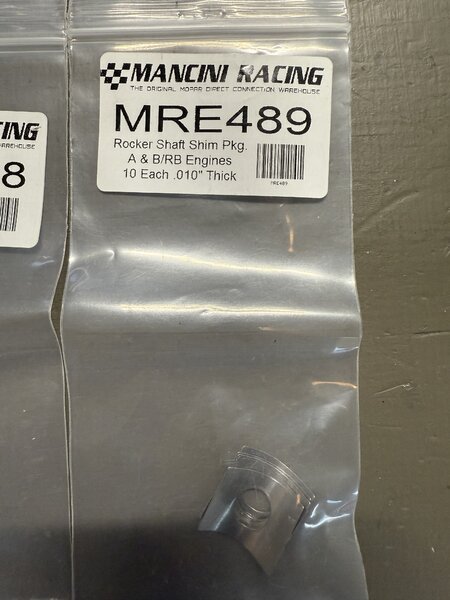 MANCINI RACING
THE ORIGINAL MOPAR DIRECT CONNECTION WAREHOUSE
MRE489
Rocker Shaft Shim Pkg.
A & B/RB Engines
10 Each .010" Thick
MRE489
ING
WAREHOUSE
8